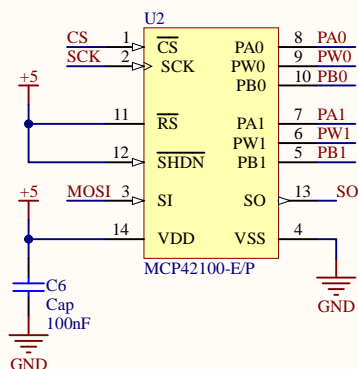 U2
CS 1 CS PA0 8 PA0
SCK 2 SCK PW0 9 PW0
PB0 10 PB0
+5
11 RS PA1 7 PA1
PW1 6 PW1
12 SHDN PB1 5 PB1
+5
MOSI 3 SI SO 13 SO
14 VDD VSS 4
MCP42100-E/P
C6
Cap
100nF
GND
GND